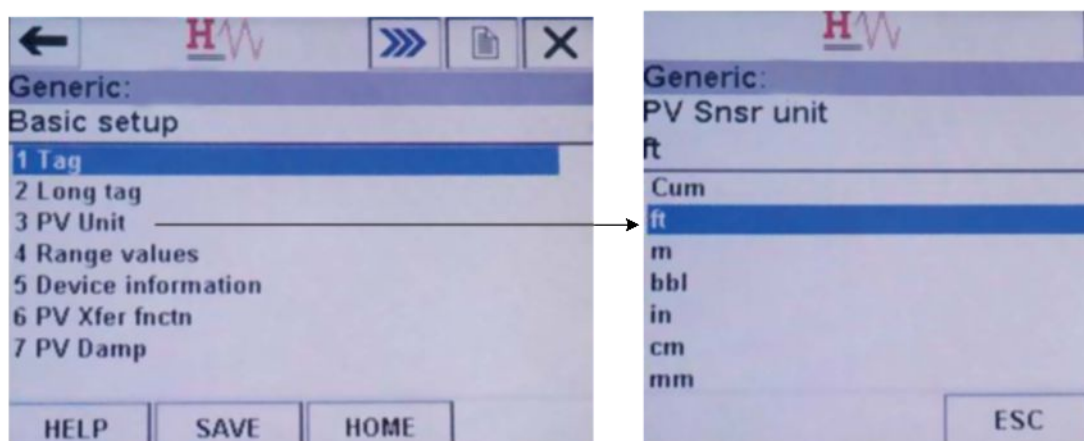 H
Generic:
Basic setup
1 Tag
2 Long tag
3 PV Unit
4 Range values
5 Device information
6 PV Xfer fnctn
7 PV Damp
HELP
SAVE
HOME
H
Generic:
PV Snsr unit
ft
Cum
ft
m
bbl
in
cm
mm
ESC